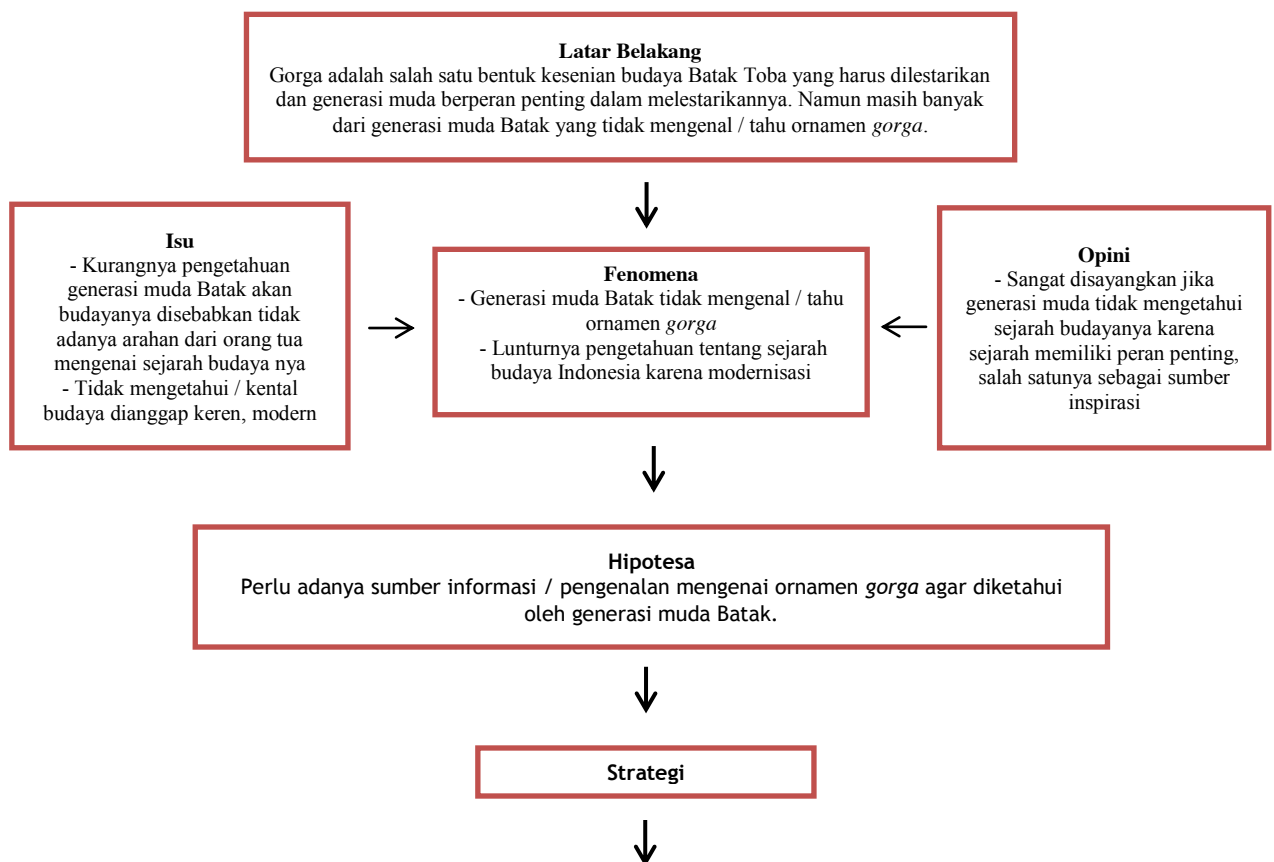 Latar Belakang
Gorga adalah salah satu bentuk kesenian budaya Batak Toba yang harus dilestarikan
dan generasi muda berperan penting dalam melestarikannya. Namun masih banyak
dari generasi muda Batak yang tidak mengenal / tahu ornamen gorga.
Isu
- Kurangnya pengetahuan
generasi muda Batak akan
budayanya disebabkan tidak
adanya arahan dari orang tua
mengenai sejarah budaya nya
- Tidak mengetahui / kental
budaya dianggap keren, modern
Fenomena
- Generasi muda Batak tidak mengenal / tahu
ornamen gorga
- Lunturnya pengetahuan tentang sejarah
budaya Indonesia karena modernisasi
Opini
- Sangat disayangkan jika
generasi muda tidak mengetahui
sejarah budayanya karena
sejarah memiliki peran penting,
salah satunya sebagai sumber
inspirasi
Hipotesa
Perlu adanya sumber informasi / pengenalan mengenai ornamen gorga agar diketahui
oleh generasi muda Batak.
Strategi